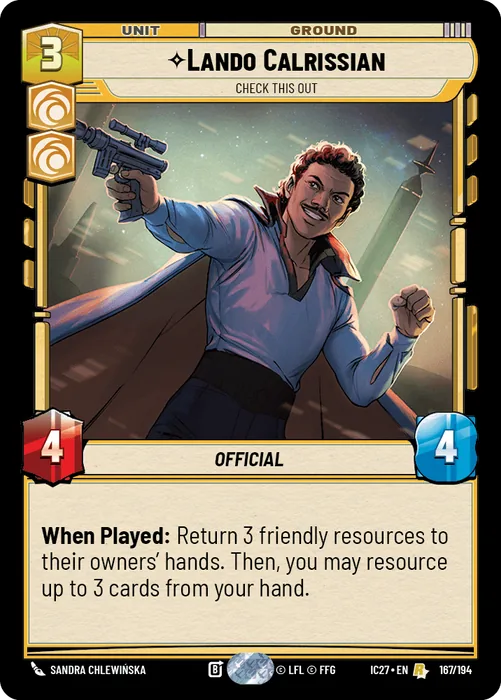 UNIT
GROUND
3
✧LANDO CALRISSIAN
CHECK THIS OUT
4
OFFICIAL
4
When Played: Return 3 friendly resources to
their owners' hands. Then, you may resource
up to 3 cards from your hand.
SANDRA CHLEWIŃSKA
B
© LFL © FFG
IC27•EN
R
167/194